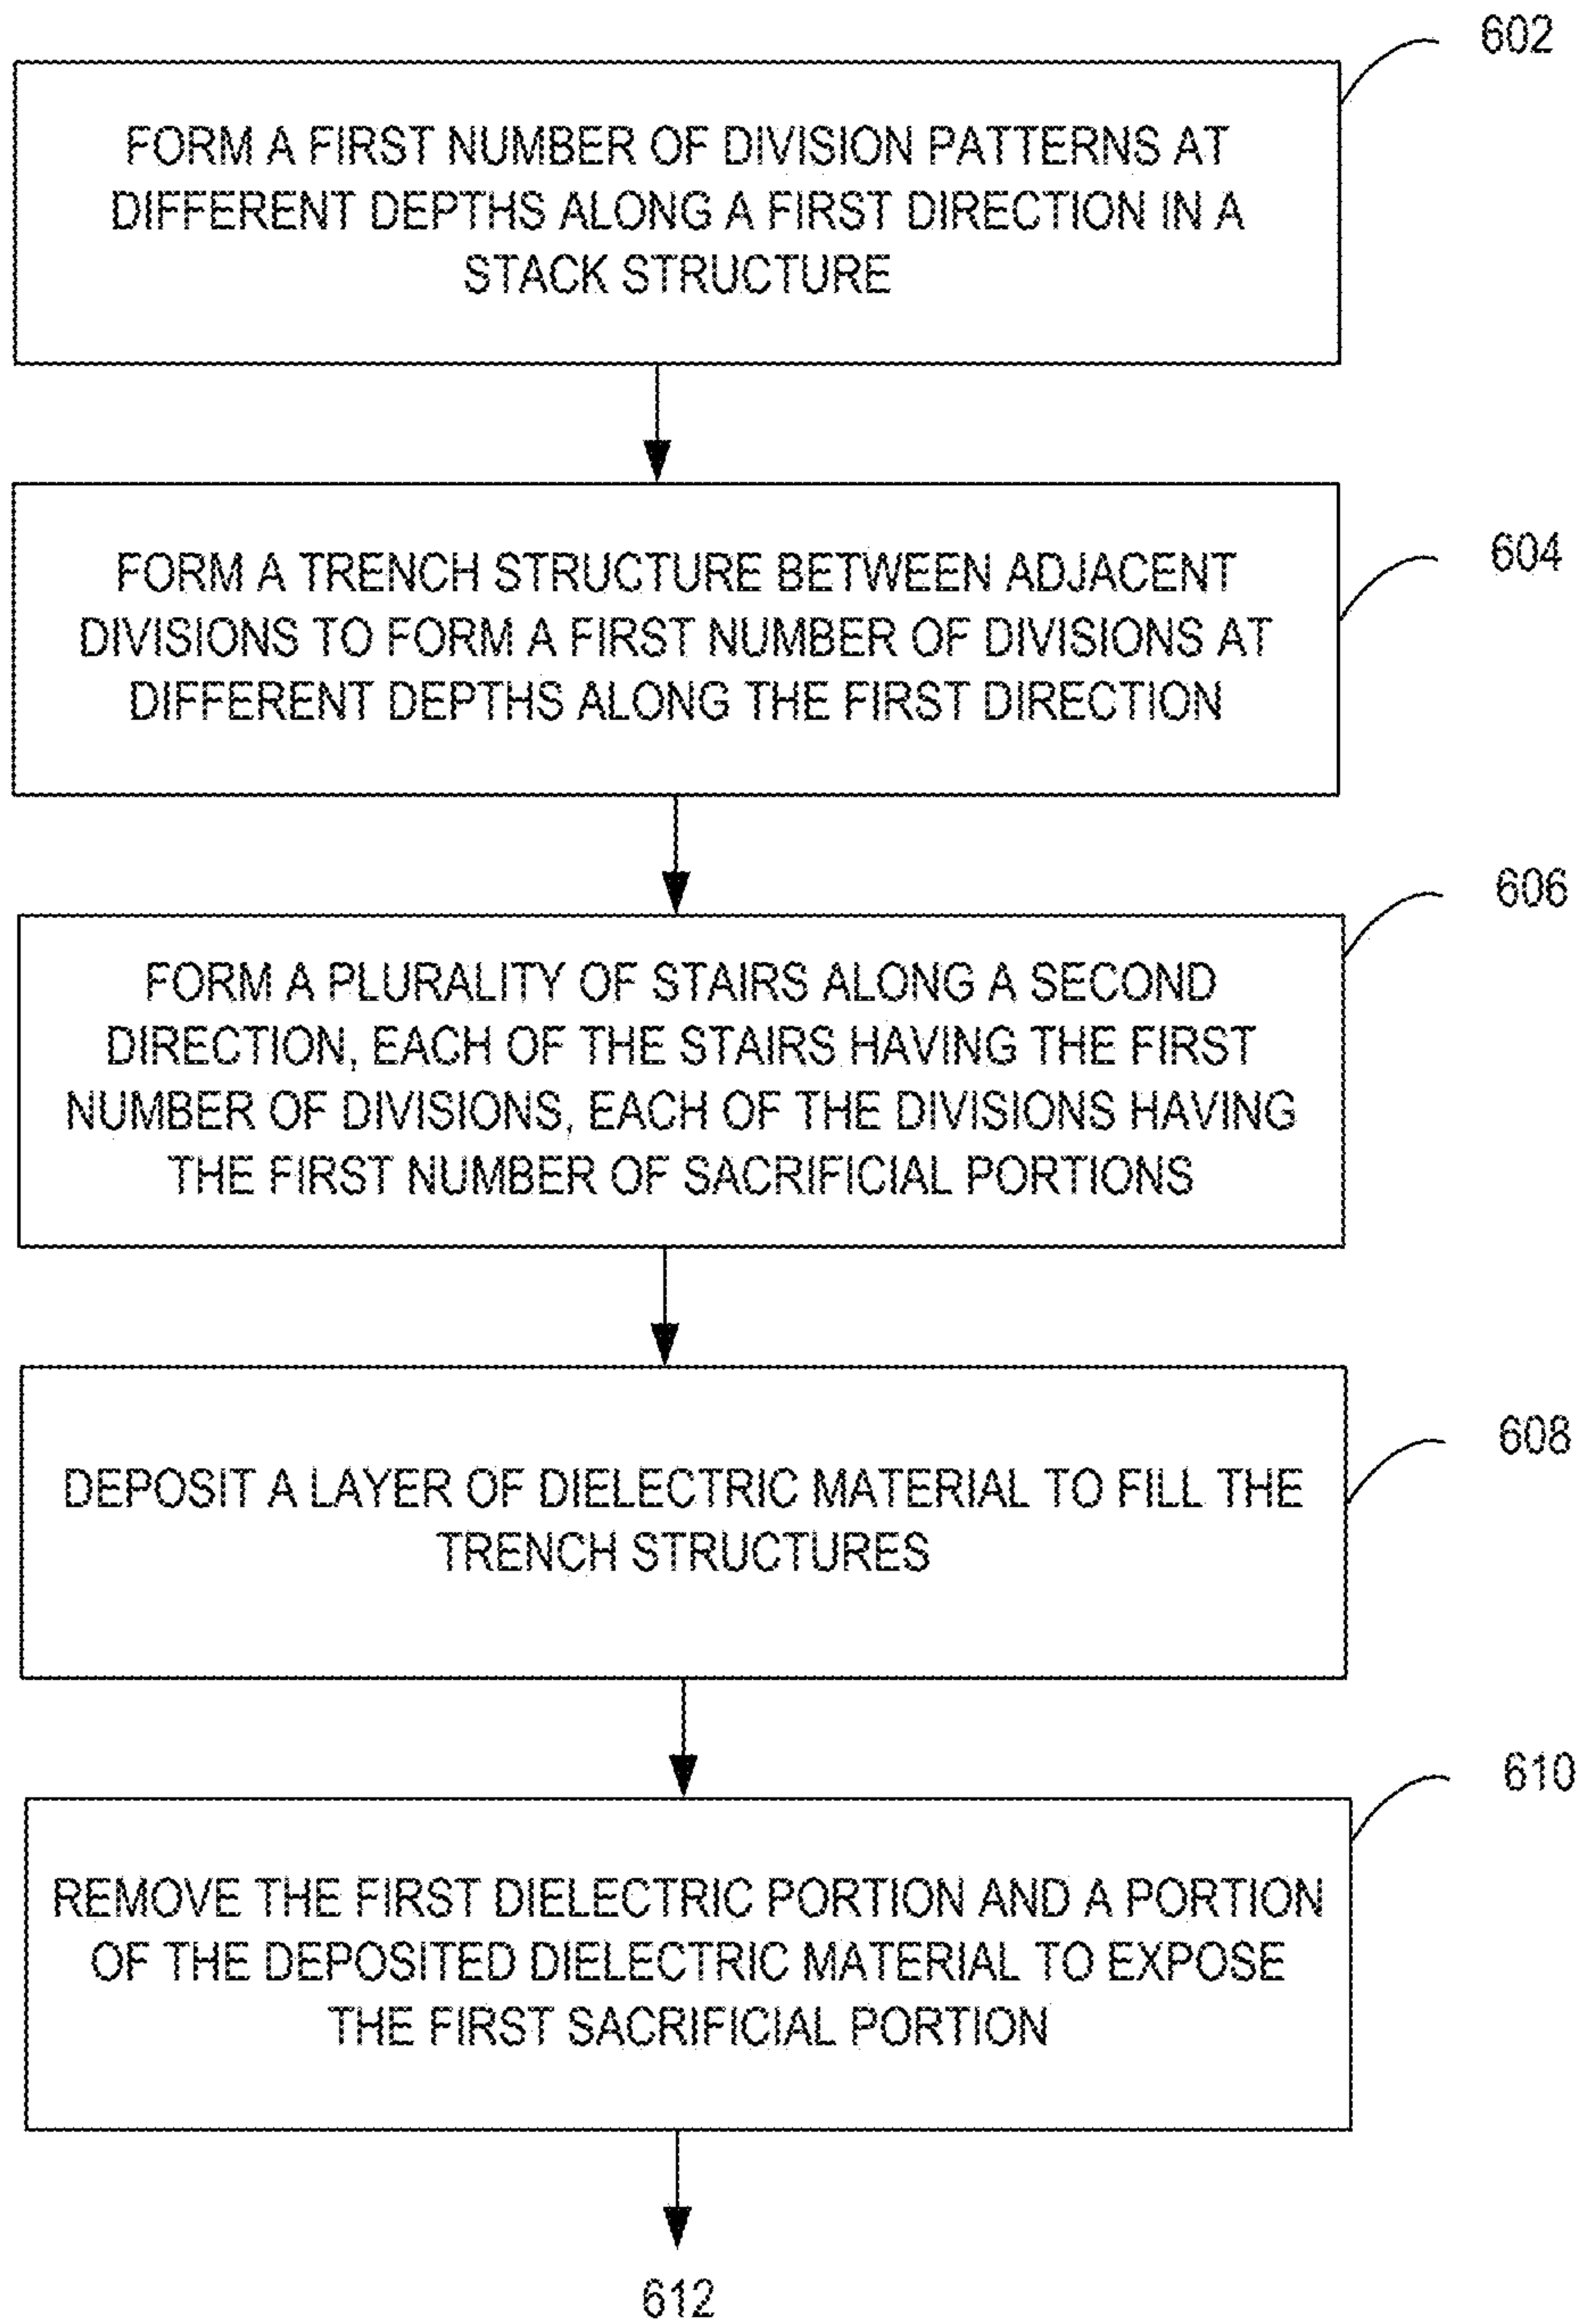 602
FORM A FIRST NUMBER OF DIVISION PATTERNS AT
DIFFERENT DEPTHS ALONG A FIRST DIRECTION IN A
STACK STRUCTURE
604
FORM A TRENCH STRUCTURE BETWEEN ADJACENT
DIVISIONS TO FORM A FIRST NUMBER OF DIVISIONS AT
DIFFERENT DEPTHS ALONG THE FIRST DIRECTION
606
FORM A PLURALITY OF STAIRS ALONG A SECOND
DIRECTION, EACH OF THE STAIRS HAVING THE FIRST
NUMBER OF DIVISIONS, EACH OF THE DIVISIONS HAVING
THE FIRST NUMBER OF SACRIFICIAL PORTIONS
608
DEPOSIT A LAYER OF DIELECTRIC MATERIAL TO FILL THE
TRENCH STRUCTURES
610
REMOVE THE FIRST DIELECTRIC PORTION AND A PORTION
OF THE DEPOSITED DIELECTRIC MATERIAL TO EXPOSE
THE FIRST SACRIFICIAL PORTION
612